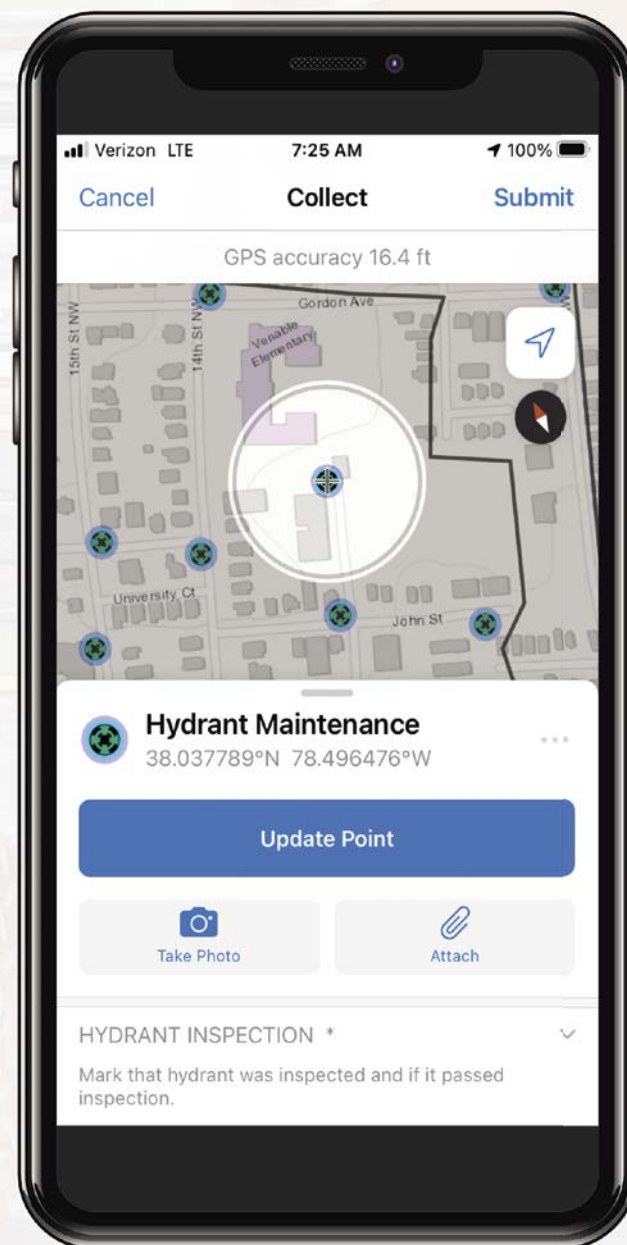 Verizon LTE 7:25 AM 100%
Cancel Collect Submit
GPS accuracy 16.4 ft
Gordon Ave
15th St NW
14th St NW
Venable
Elementary
University Ct
John St
Hydrant Maintenance
38.037789°N 78.496476°W
Update Point
Take Photo Attach
HYDRANT INSPECTION *
Mark that hydrant was inspected and if it passed
inspection.